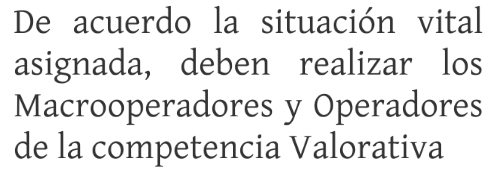 De acuerdo la situación vital
asignada, deben realizar los
Macrooperadores y Operadores
de la competencia Valorativa